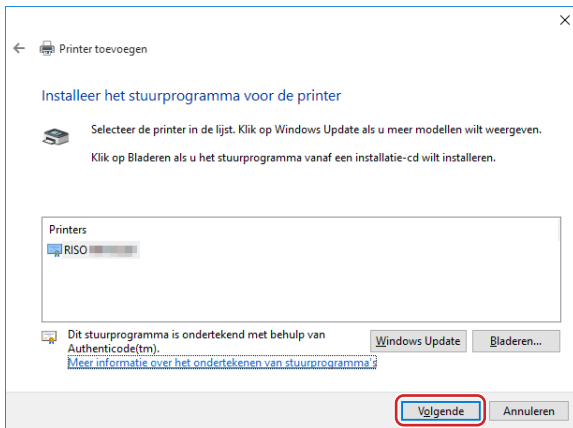 Printer toevoegen
Installeer het stuurprogramma voor de printer
Selecteer de printer in de lijst. Klik op Windows Update als u meer modellen wilt weergeven.
Klik op Bladeren als u het stuurprogramma vanaf een installatie-cd wilt installeren.
Printers
RISO
Dit stuurprogramma is ondertekend met behulp van
Authenticode(tm).
Windows Update Bladeren...
Meer informatie over het ondertekenen van stuurprogramma's
Volgende Annuleren